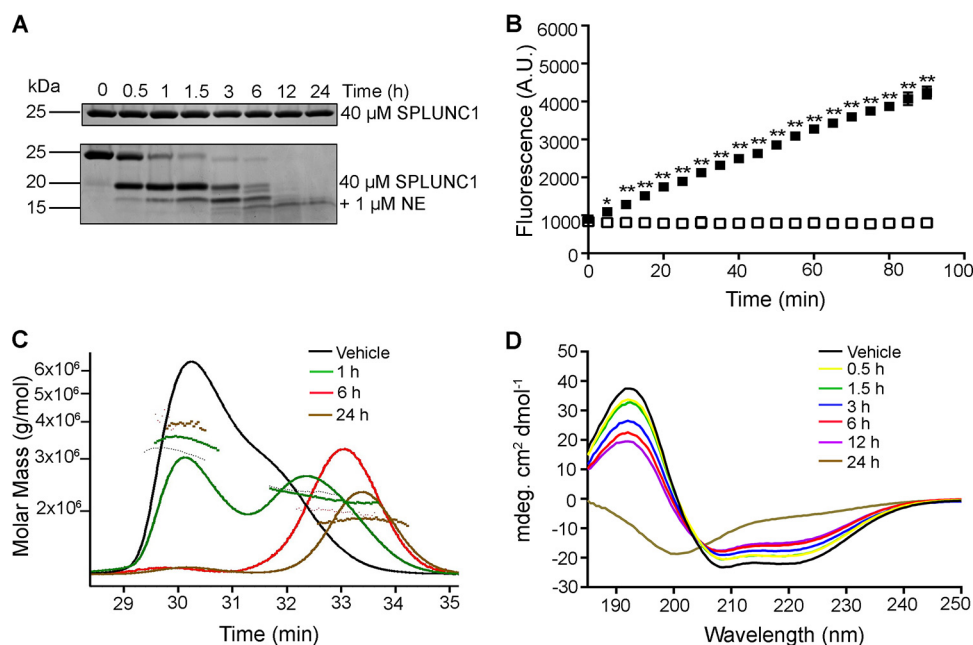 A
kDa
0 0.5 1 1.5 3 6 12 24 Time (h)
25
40 µM SPLUNC1
25
20
15
40 µM SPLUNC1
+ 1 µM NE
B
Fluorescence (A.U.)
6000
4000
3000
2000
1000
0
* ** ** ** ** ** ** ** ** ** ** ** ** ** ** ** ** **
0 20 40 60 80 100
Time (min)
C
Molar Mass (g/mol)
6x10⁶
5x10⁶
4x10⁶
3x10⁶
2x10⁶
Vehicle
1 h
6 h
24 h
29 30 31 32 33 34 35
Time (min)
D
mdeg. cm² dmol⁻¹
50
40
30
20
10
0
-10
-20
-30
Vehicle
0.5 h
1.5 h
3 h
6 h
12 h
24 h
190 200 210 220 230 240 250
Wavelength (nm)